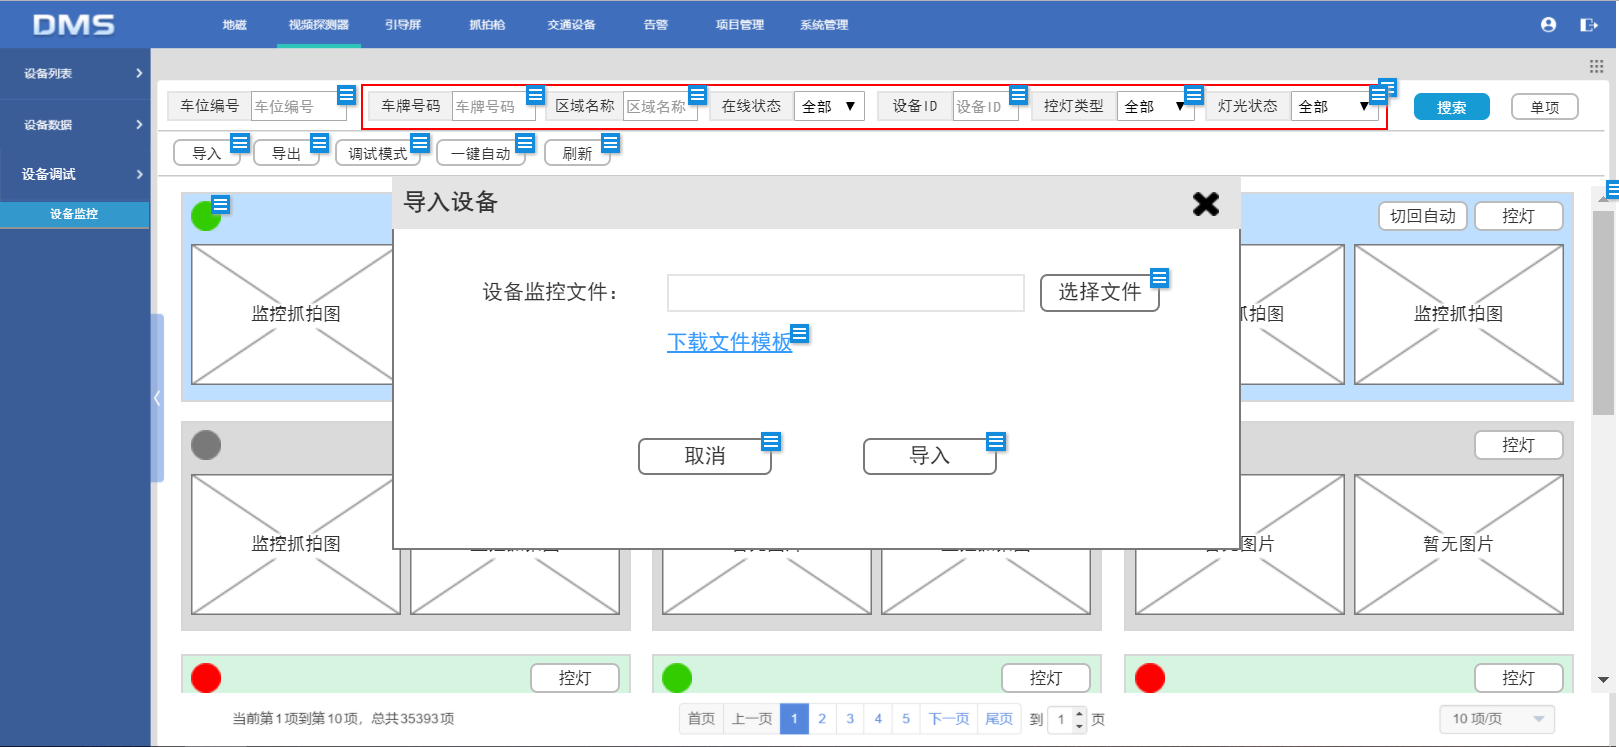 DMS 地磁 视频探测器 引导屏 抓拍枪 交通设备 告警 项目管理 系统管理
设备列表
设备数据
设备调试
设备监控
车位编号 车位编号 车牌号码 车牌号码 区域名称 区域名称 在线状态 全部 设备ID 设备ID 控灯类型 全部 灯光状态 全部 搜索 单项
导入 导出 调试模式 一键自动 刷新
导入设备
切回自动 控灯
设备监控文件： 选择文件
下载文件模板
监控抓拍图 抓拍图 监控抓拍图
取消 导入
控灯
监控抓拍图 图片 暂无图片
控灯 控灯 控灯
当前第1项到第10项，总共35393项 首页 上一页 1 2 3 4 5 下一页 尾页 到 1 页 10 项/页